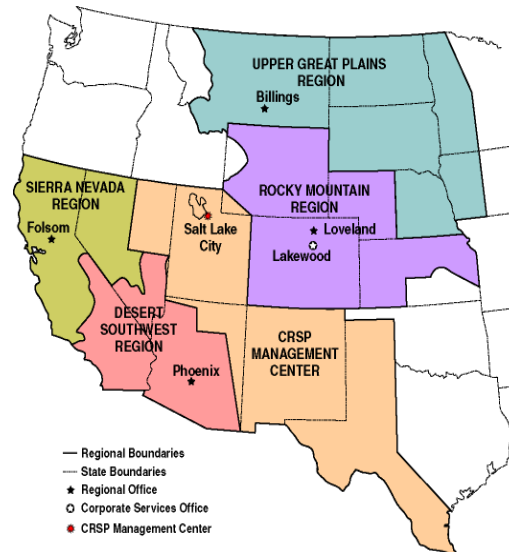 UPPER GREAT PLAINS
REGION
Billings
SIERRA NEVADA
REGION
Folsom
ROCKY MOUNTAIN
REGION
Loveland
Salt Lake
City
Lakewood
DESERT
SOUTHWEST
REGION
CRSP
MANAGEMENT
CENTER
Phoenix
Regional Boundaries
State Boundaries
Regional Office
Corporate Services Office
CRSP Management Center